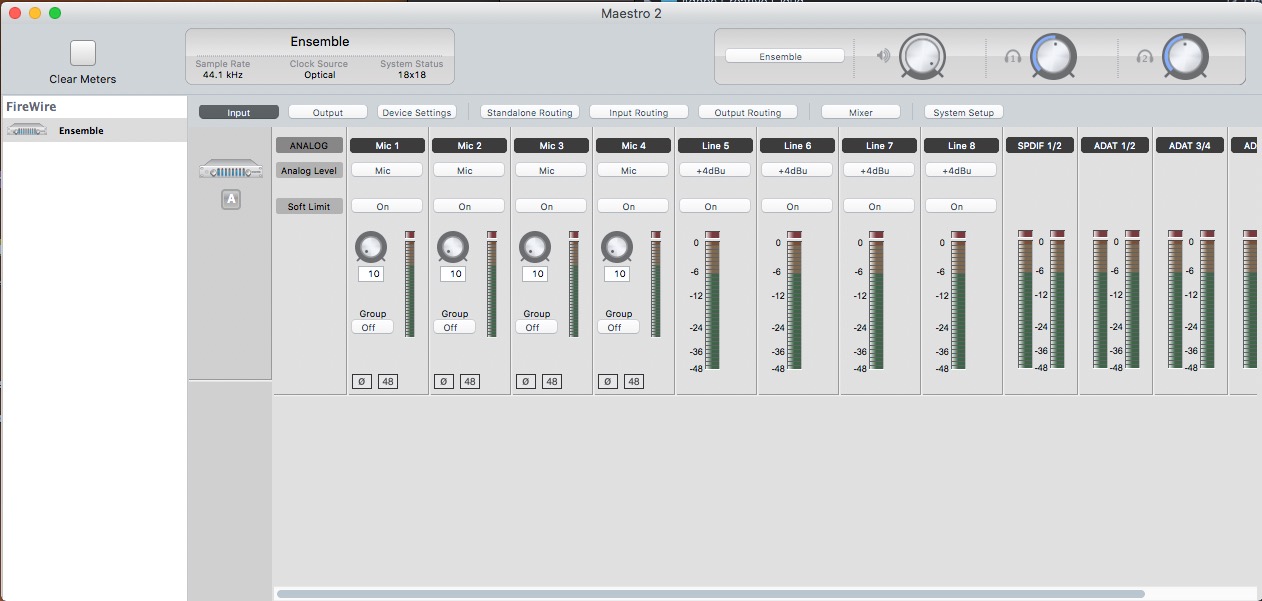 Maestro 2
Clear Meters
Ensemble
Sample Rate Clock Source System Status
44.1 kHz Optical 18x18
Ensemble
1
2
FireWire
Ensemble
Input Output Device Settings Standalone Routing Input Routing Output Routing Mixer System Setup
A
ANALOG Mic 1 Mic 2 Mic 3 Mic 4 Line 5 Line 6 Line 7 Line 8 SPDIF 1/2 ADAT 1/2 ADAT 3/4 AD
Analog Level Mic Mic Mic Mic +4dBu +4dBu +4dBu +4dBu
Soft Limit On On On On On On On On
0 0 0 0 0 0 0
10 10 10 10 -6 -6 -6 -6 -6 -6 -6
-12 -12 -12 -12 -12 -12 -12
Group Group Group Group
Off Off Off Off -24 -24 -24 -24 -24 -24 -24
-36 -36 -36 -36 -36 -36 -36
-48 -48 -48 -48 -48 -48 -48
Ø 48 Ø 48 Ø 48 Ø 48